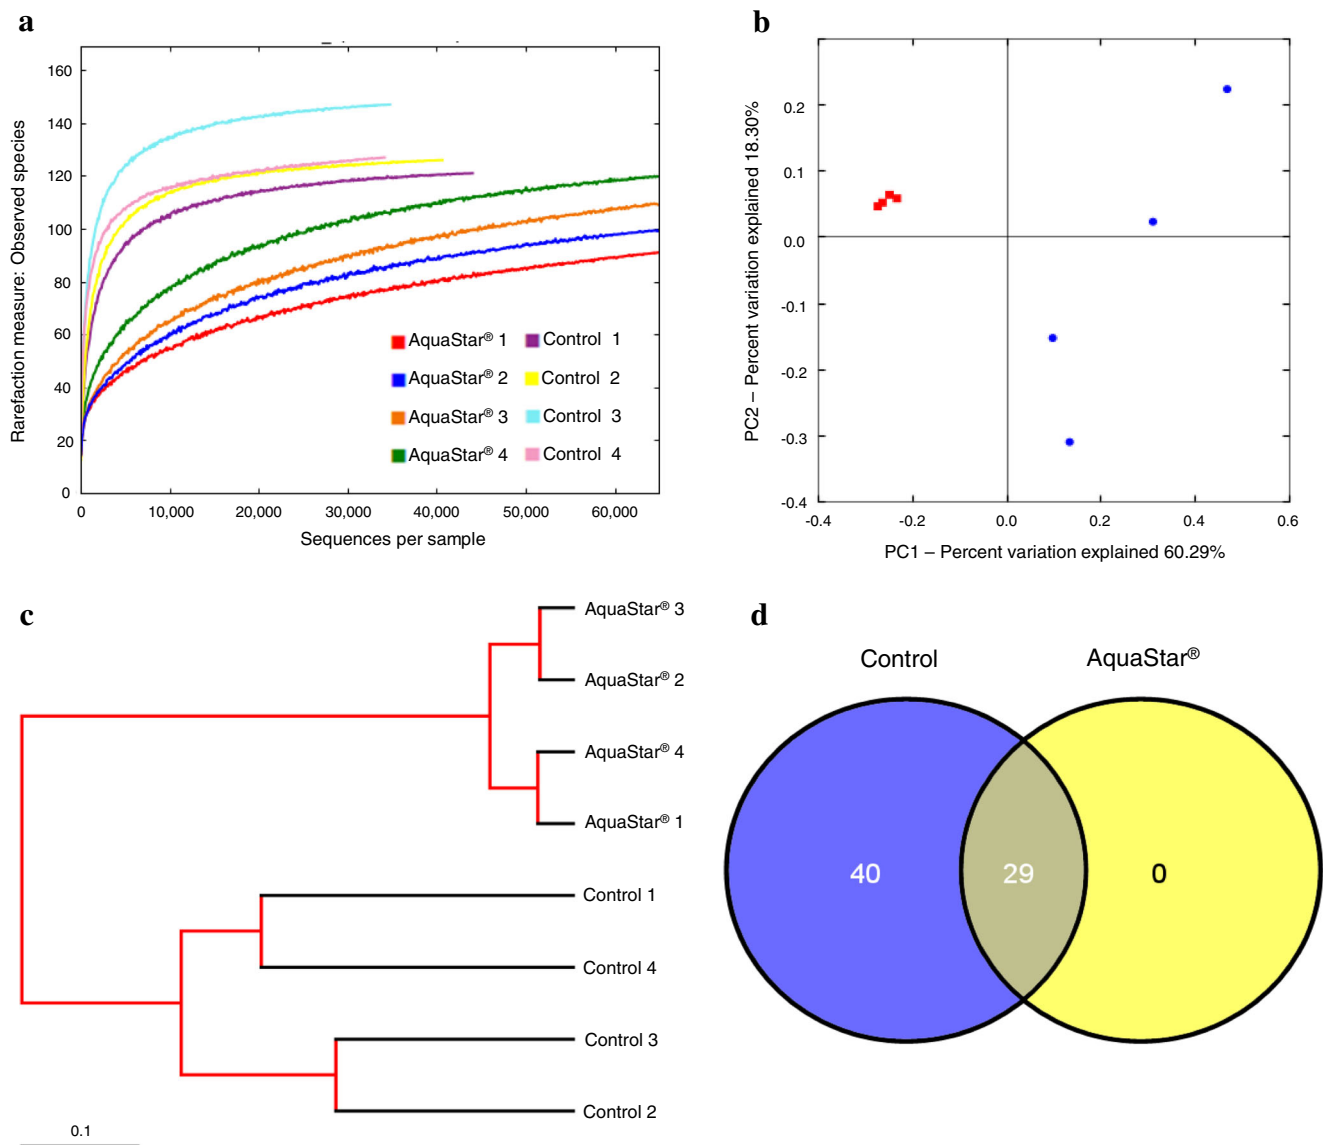 a
Rarefaction measure: Observed species
160
140
120
100
80
60
40
20
0
0 10,000 20,000 30,000 40,000 50,000 60,000
Sequences per sample
AquaStar® 1 Control 1
AquaStar® 2 Control 2
AquaStar® 3 Control 3
AquaStar® 4 Control 4
b
PC2 – Percent variation explained 18.30%
0.2
0.1
0.0
-0.1
-0.2
-0.3
-0.4
-0.4 -0.2 0.0 0.2 0.4 0.6
PC1 – Percent variation explained 60.29%
c
AquaStar® 3
AquaStar® 2
AquaStar® 4
AquaStar® 1
Control 1
Control 4
Control 3
Control 2
0.1
d
Control AquaStar®
40 29 0